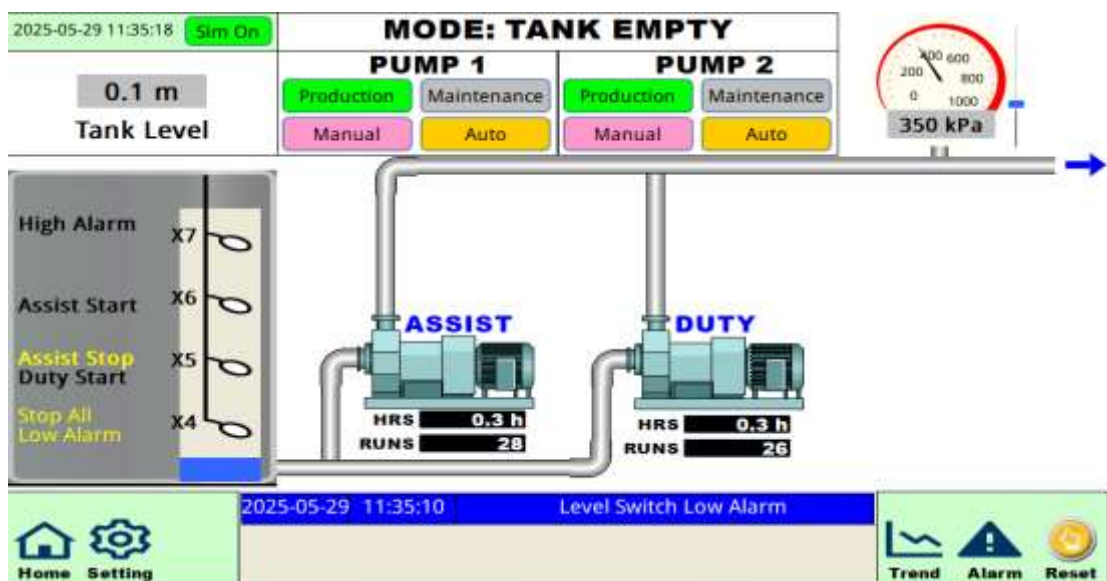 2025-05-29 11:35:18
Sim On
MODE: TANK EMPTY
0.1 m
Tank Level
PUMP 1
Production
Maintenance
Manual
Auto
PUMP 2
Production
Maintenance
Manual
Auto
0
200
400
600
800
1000
350 kPa
High Alarm
X7
Assist Start
X6
Assist Stop
X5
Duty Start
Stop All
X4
Low Alarm
ASSIST
HRS 0.3 h
RUNS 28
DUTY
HRS 0.3 h
RUNS 26
2025-05-29 11:35:10 Level Switch Low Alarm
Home
Setting
Trend
Alarm
Reset